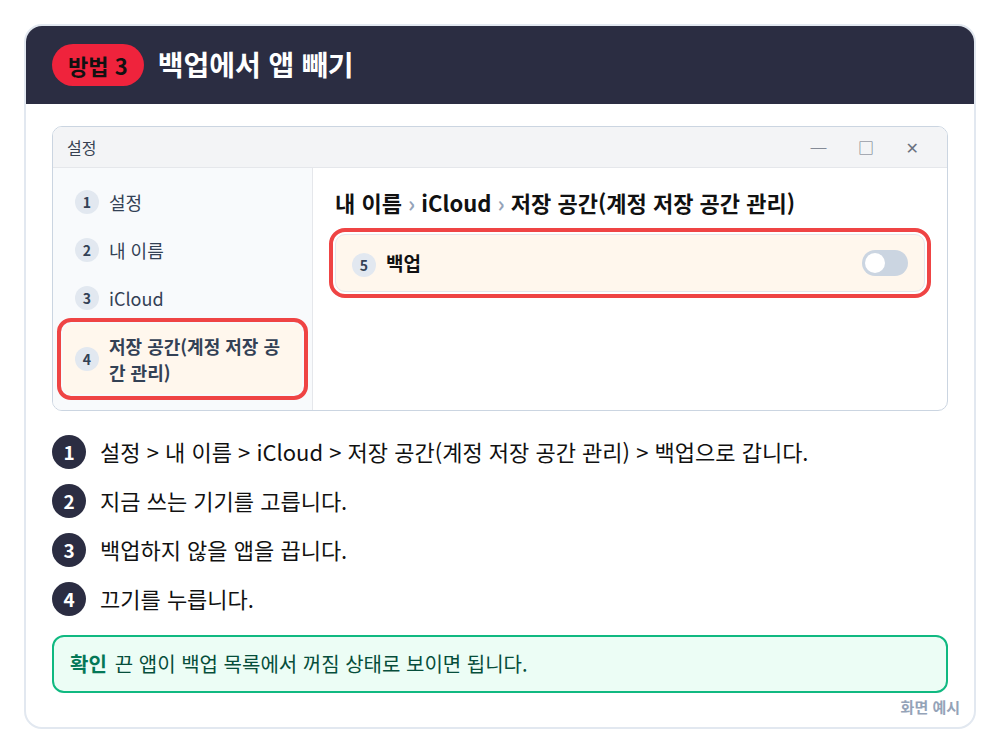 방법 3 백업에서 앱 빼기
설정
1 설정
2 내 이름
3 iCloud
4 저장 공간(계정 저장 공
간 관리)
내 이름 › iCloud › 저장 공간(계정 저장 공간 관리)
5 백업
1 설정 > 내 이름 > iCloud > 저장 공간(계정 저장 공간 관리) > 백업으로 갑니다.
2 지금 쓰는 기기를 고릅니다.
3 백업하지 않을 앱을 끕니다.
4 끄기를 누릅니다.
확인 끈 앱이 백업 목록에서 꺼짐 상태로 보이면 됩니다.
화면 예시